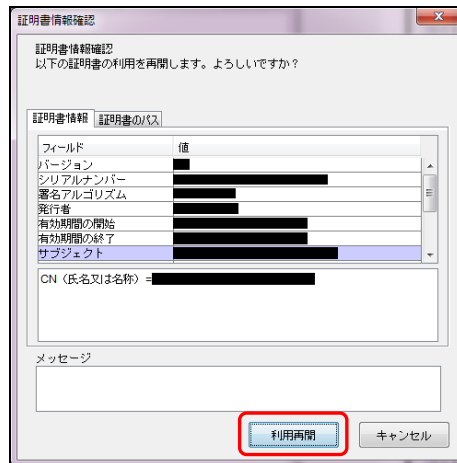 証明書情報確認
証明書情報確認
以下の証明書の利用を再開します。よろしいですか？
証明書情報 証明書のパス
フィールド 値
バージョン
シリアルナンバー
署名アルゴリズム
発行者
有効期間の開始
有効期間の終了
サブジェクト
CN（氏名又は名称）=
メッセージ
利用再開 キャンセル